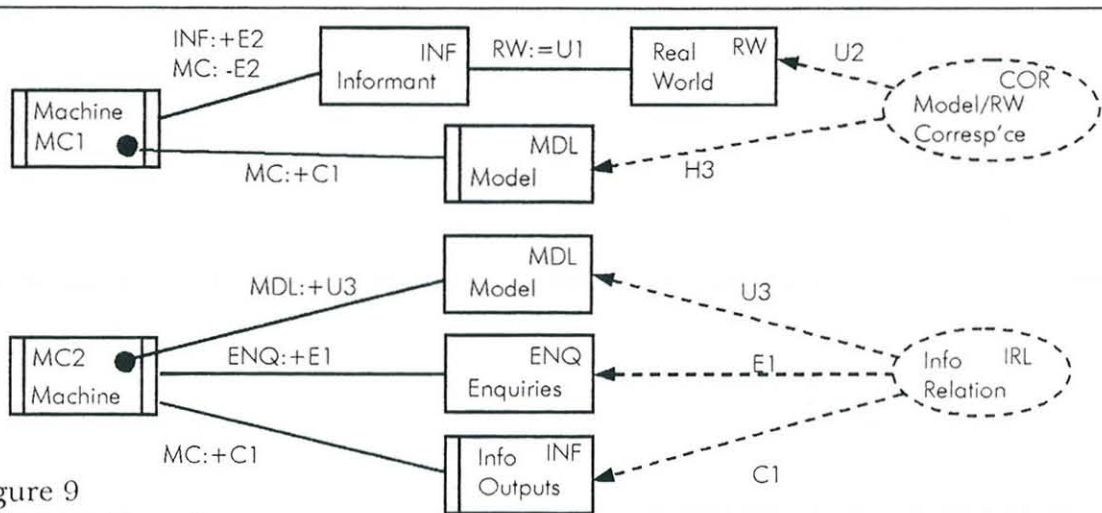 INF:+E2
MC: -E2
Machine
MC1
INF
Informant
RW:=U1
Real RW
World
U2
COR
Model/RW
Corresp'ce
MC:+C1
MDL
Model
H3
MDL:+U3
MDL
Model
U3
MC2
Machine
ENQ:+E1
ENQ
Enquiries
E1
Info IRL
Relation
MC:+C1
Info INF
Outputs
C1
gure 9